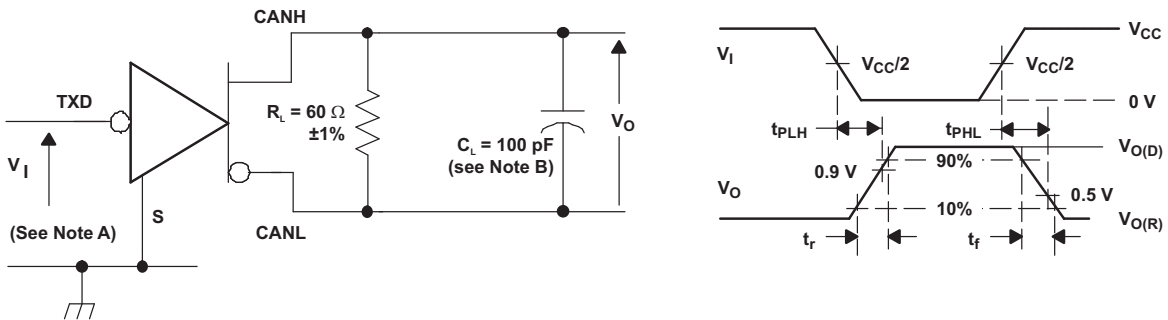 CANH
TXD
R_L = 60 Ω
±1%
C_L = 100 pF
(see Note B)
V_O
V_I
S
(See Note A)
CANL
V_I
V_CC
V_CC/2
V_CC/2
0 V
t_PLH
t_PHL
V_O(D)
90%
0.9 V
V_O
0.5 V
10%
V_O(R)
t_r
t_f